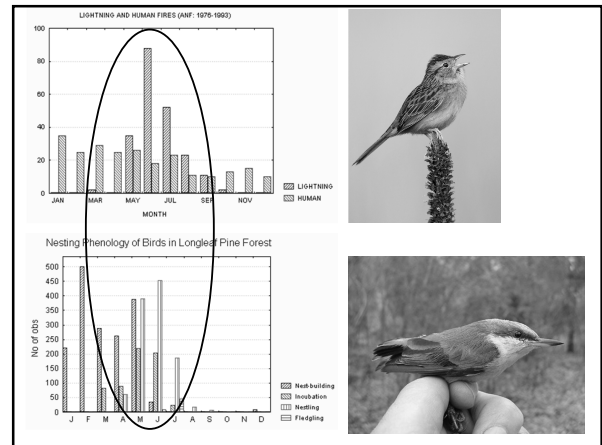 LIGHTNING AND HUMAN FIRES (ANF: 1976-1993)
100
80
60
40
20
0
JAN MAR MAY JUL SEP NOV
MONTH
LIGHTNING
HUMAN
Nesting Phenology of Birds in Longleaf Pine Forest
No of obs
500
450
400
350
300
250
200
150
100
50
0
J F M A M J J A S O N D
Nest-building
Incubation
Nestling
Fledgling